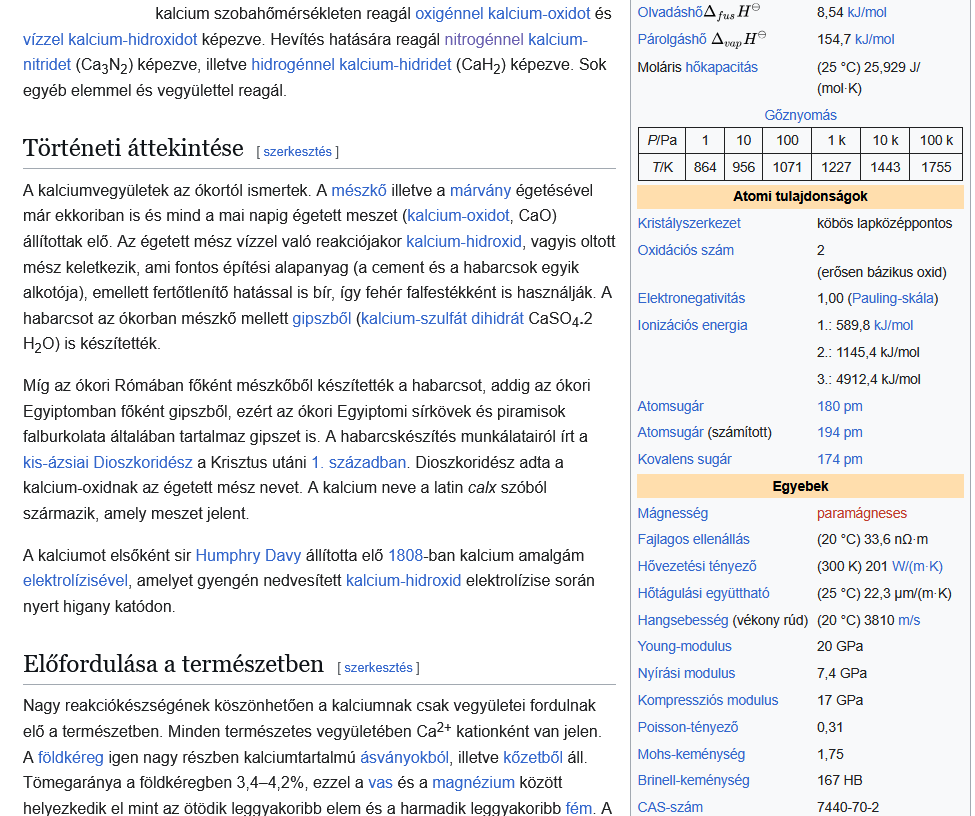 kalcium szobahőmérsékleten reagál oxigénnel kalcium-oxidot és
vízzel kalcium-hidroxidot képezve. Hevítés hatására reagál nitrogénnel kalcium-
nitridet (Ca₃N₂) képezve, illetve hidrogénnel kalcium-hidridet (CaH₂) képezve. Sok
egyéb elemmel és vegyülettel reagál.
Történeti áttekintése [ szerkesztés ]
A kalciumvegyületek az ókortól ismertek. A mészkő illetve a márvány égetésével
már ekkoriban is és mind a mai napig égetett meszet (kalcium-oxidot, CaO)
állítottak elő. Az égetett mész vízzel való reakciójakor kalcium-hidroxid, vagyis oltott
mész keletkezik, ami fontos építési alapanyag (a cement és a habarcsok egyik
alkotója), emellett fertőtlenítő hatással is bír, így fehér falfestékként is használják. A
habarcsot az ókorban mészkő mellett gipszből (kalcium-szulfát dihidrát CaSO₄.2
H₂O) is készítették.
Míg az ókori Rómában főként mészkőből készítették a habarcsot, addig az ókori
Egyiptomban főként gipszből, ezért az ókori Egyiptomi sírkövek és piramisok
falburkolata általában tartalmaz gipszet is. A habarcskészítés munkálatairól írt a
kis-ázsiai Dioszkoridész a Krisztus utáni 1. században. Dioszkoridész adta a
kalcium-oxidnak az égetett mész nevet. A kalcium neve a latin calx szóból
származik, amely meszet jelent.
A kalciumot elsőként sir Humphry Davy állította elő 1808-ban kalcium amalgám
elektrolízisével, amelyet gyengén nedvesített kalcium-hidroxid elektrolízise során
nyert higany katódon.
Előfordulása a természetben [ szerkesztés ]
Nagy reakciókészségének köszönhetően a kalciumnak csak vegyületei fordulnak
elő a természetben. Minden természetes vegyületében Ca²⁺ kationként van jelen.
A földkéreg igen nagy részben kalciumtartalmú ásványokból, illetve kőzetből áll.
Tömegaránya a földkéregben 3,4–4,2%, ezzel a vas és a magnézium között
helyezkedik el mint az ötödik leggyakoribb elem és a harmadik leggyakoribb fém. A
Olvadáshő Δfus H⊖ 8,54 kJ/mol
Párolgáshő Δvap H⊖ 154,7 kJ/mol
Moláris hőkapacitás (25 °C) 25,929 J/
(mol·K)
Gőznyomás
P/Pa 1 10 100 1 k 10 k 100 k
T/K 864 956 1071 1227 1443 1755
Atomi tulajdonságok
Kristályszerkezet köbös lapközéppontos
Oxidációs szám 2
(erősen bázikus oxid)
Elektronegativitás 1,00 (Pauling-skála)
Ionizációs energia 1.: 589,8 kJ/mol
2.: 1145,4 kJ/mol
3.: 4912,4 kJ/mol
Atomsugár 180 pm
Atomsugár (számított) 194 pm
Kovalens sugár 174 pm
Egyebek
Mágnesség paramágneses
Fajlagos ellenállás (20 °C) 33,6 nΩ·m
Hővezetési tényező (300 K) 201 W/(m·K)
Hőtágulási együttható (25 °C) 22,3 µm/(m·K)
Hangsebesség (vékony rúd) (20 °C) 3810 m/s
Young-modulus 20 GPa
Nyírási modulus 7,4 GPa
Kompressziós modulus 17 GPa
Poisson-tényező 0,31
Mohs-keménység 1,75
Brinell-keménység 167 HB
CAS-szám 7440-70-2